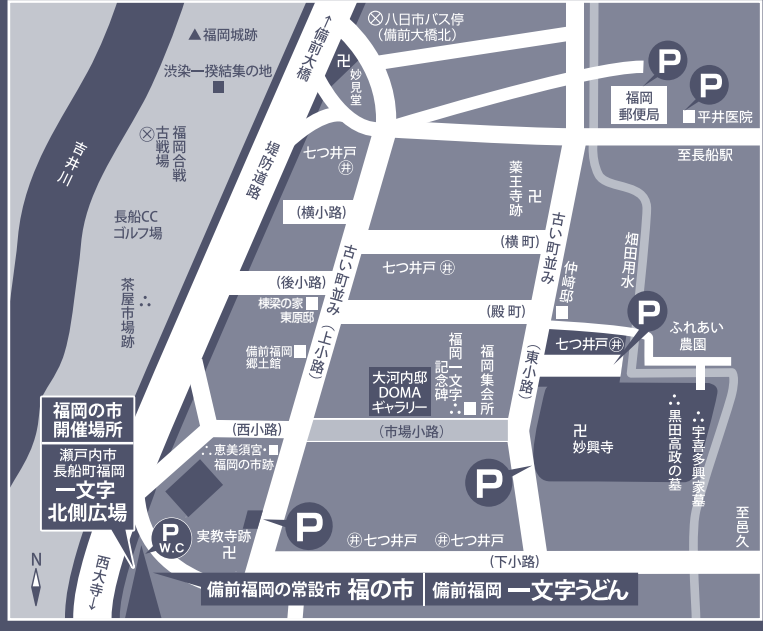 ↑備前大橋
八日市バス停
（備前大橋北）
▲福岡城跡
渋染一揆結集の地
卍
妙見堂
P
P
福岡
郵便局
平井医院
至長船駅
吉井川
福岡合戦
古戦場
堤防道路
七つ井戸
井
薬王寺跡
卍
長船CC
ゴルフ場
（横小路）
古い町並み
（横町）
古い町並み
畑田用水
七つ井戸 井
仲﨑邸
茶屋市場跡
（後小路）
棟梁の家
東原邸
（殿町）
P
ふれあい
農園
（上小路）
七つ井戸 井
備前福岡
郷土館
福岡一文字
記念碑
福岡集会所
（東小路）
大河内邸
DOMA
ギャラリー
福岡の市
開催場所
瀬戸内市
長船町福岡
一文字
北側広場
（西小路）
（市場小路）
恵美須宮・
福岡の市跡
卍
妙興寺
黒田高政の墓
宇喜多興家墓
P
至邑久
P
W.C
実教寺跡
卍
P
井 七つ井戸
井 七つ井戸
（下小路）
N
西大寺→
備前福岡の常設市 福の市
備前福岡 一文字うどん